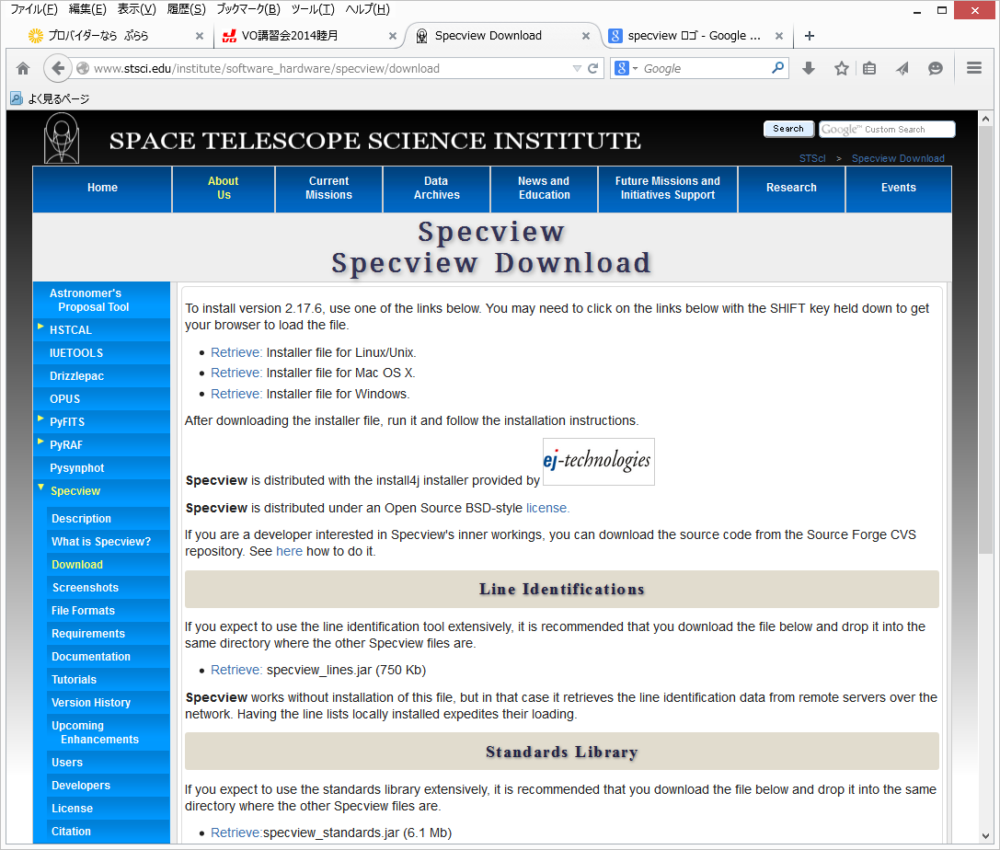 ファイル(F) 編集(E) 表示(V) 履歴(S) ブックマーク(B) ツール(T) ヘルプ(H)
プロバイダーなら ぷらら
VO講習会2014睦月
Specview Download
specview ロゴ - Google ...
www.stsci.edu/institute/software_hardware/specview/download
Google
よく見るページ
SPACE TELESCOPE SCIENCE INSTITUTE
Search
Google™ Custom Search
STScI > Specview Download
Home
About
Us
Current
Missions
Data
Archives
News and
Education
Future Missions and
Initiatives Support
Research
Events
Specview
Specview Download
Astronomer's
Proposal Tool
HSTCAL
IUETOOLS
Drizzlepac
OPUS
PyFITS
PyRAF
Pysynphot
Specview
Description
What is Specview?
Download
Screenshots
File Formats
Requirements
Documentation
Tutorials
Version History
Upcoming
Enhancements
Users
Developers
License
Citation
To install version 2.17.6, use one of the links below. You may need to click on the links below with the SHIFT key held down to get
your browser to load the file.
• Retrieve: Installer file for Linux/Unix.
• Retrieve: Installer file for Mac OS X.
• Retrieve: Installer file for Windows.
After downloading the installer file, run it and follow the installation instructions.
ej-technologies
Specview is distributed with the install4j installer provided by
Specview is distributed under an Open Source BSD-style license.
If you are a developer interested in Specview's inner workings, you can download the source code from the Source Forge CVS
repository. See here how to do it.
Line Identifications
If you expect to use the line identification tool extensively, it is recommended that you download the file below and drop it into the
same directory where the other Specview files are.
• Retrieve: specview_lines.jar (750 Kb)
Specview works without installation of this file, but in that case it retrieves the line identification data from remote servers over the
network. Having the line lists locally installed expedites their loading.
Standards Library
If you expect to use the standards library extensively, it is recommended that you download the file below and drop it into the same
directory where the other Specview files are.
• Retrieve:specview_standards.jar (6.1 Mb)